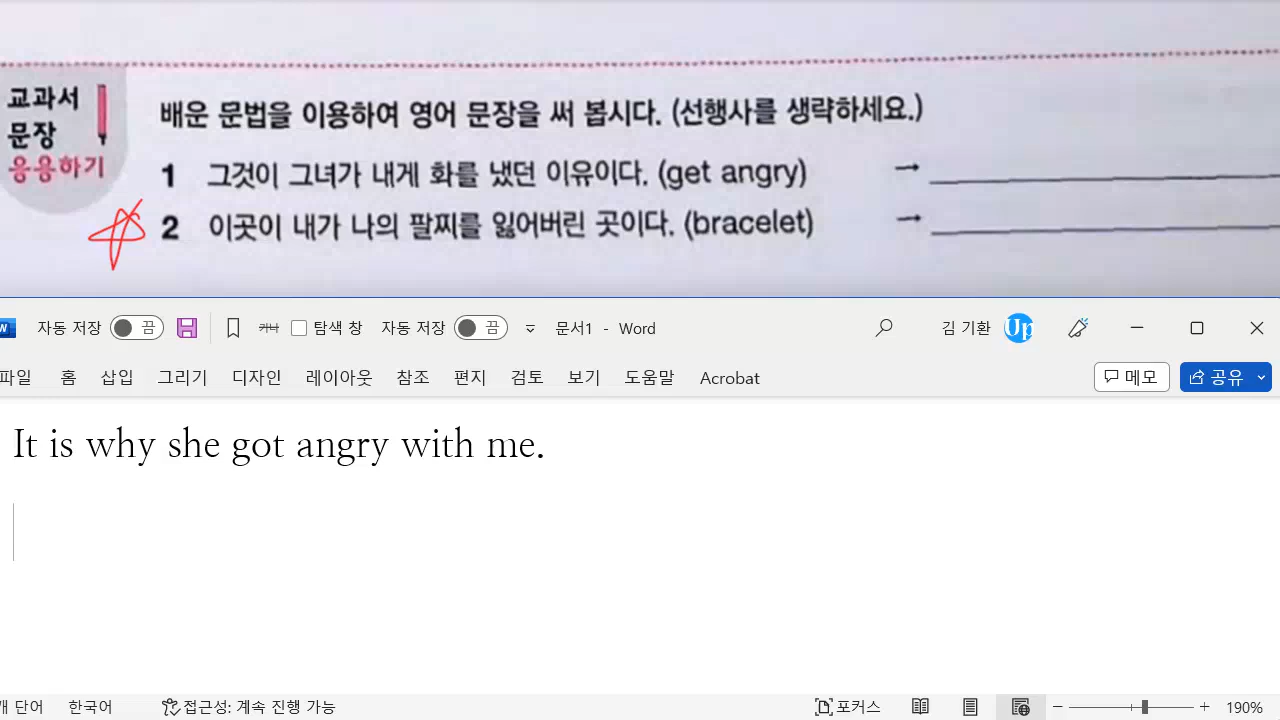 교과서
문장
응용하기
배운 문법을 이용하여 영어 문장을 써 봅시다. (선행사를 생략하세요.)
1 그것이 그녀가 내게 화를 냈던 이유이다. (get angry) →
2 이곳이 내가 나의 팔찌를 잃어버린 곳이다. (bracelet) →
자동 저장 끔 가나 탐색 창 자동 저장 끔 문서1 - Word 김 기환 Up
파일 홈 삽입 그리기 디자인 레이아웃 참조 편지 검토 보기 도움말 Acrobat 메모 공유
It is why she got angry with me.
개 단어 한국어 접근성: 계속 진행 가능 포커스 190%